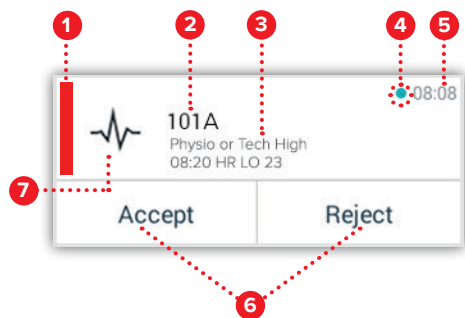 1 2 3 4 5
08:08
101A
Physio or Tech High
08:20 HR LO 23
7
Accept Reject
6